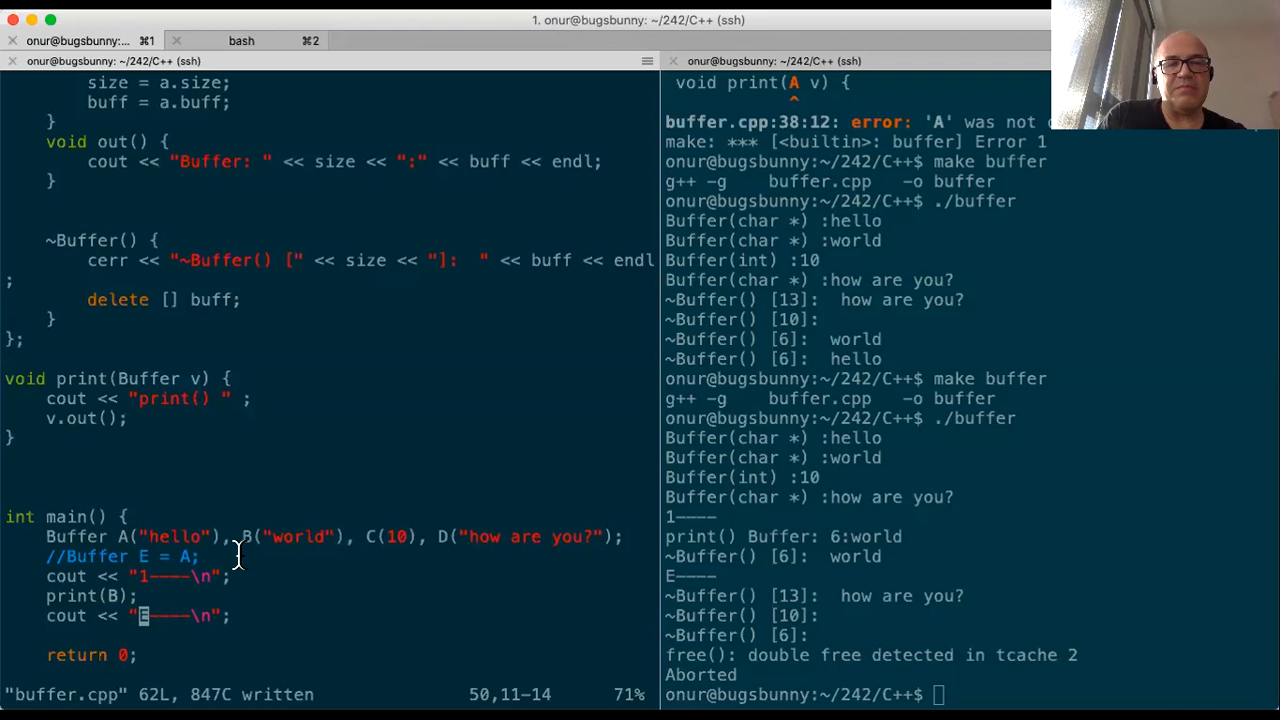 1. onur@bugsbunny: ~/242/C++ (ssh)
onur@bugsbunny:... ⌘1
bash ⌘2
onur@bugsbunny: ~/242/C++ (ssh)
size = a.size;
buff = a.buff;
}
void out() {
cout << "Buffer: " << size << ":" << buff << endl;
}
~Buffer() {
cerr << "~Buffer() [" << size << "]:  " << buff << endl
;
delete [] buff;
}
};
void print(Buffer v) {
cout << "print() " ;
v.out();
}
int main() {
Buffer A("hello"), B("world"), C(10), D("how are you?");
//Buffer E = A;
cout << "1----\n";
print(B);
cout << "E----\n";
return 0;
"buffer.cpp" 62L, 847C written 50,11-14 71%
onur@bugsbunny: ~/242/C++ (ssh)
void print(A v) {
^
buffer.cpp:38:12: error: 'A' was not
make: *** [<builtin>: buffer] Error 1
onur@bugsbunny:~/242/C++$ make buffer
g++ -g    buffer.cpp   -o buffer
onur@bugsbunny:~/242/C++$ ./buffer
Buffer(char *) :hello
Buffer(char *) :world
Buffer(int) :10
Buffer(char *) :how are you?
~Buffer() [13]:  how are you?
~Buffer() [10]:
~Buffer() [6]:  world
~Buffer() [6]:  hello
onur@bugsbunny:~/242/C++$ make buffer
g++ -g    buffer.cpp   -o buffer
onur@bugsbunny:~/242/C++$ ./buffer
Buffer(char *) :hello
Buffer(char *) :world
Buffer(int) :10
Buffer(char *) :how are you?
1----
print() Buffer: 6:world
~Buffer() [6]:  world
E----
~Buffer() [13]:  how are you?
~Buffer() [10]:
~Buffer() [6]:
free(): double free detected in tcache 2
Aborted
onur@bugsbunny:~/242/C++$